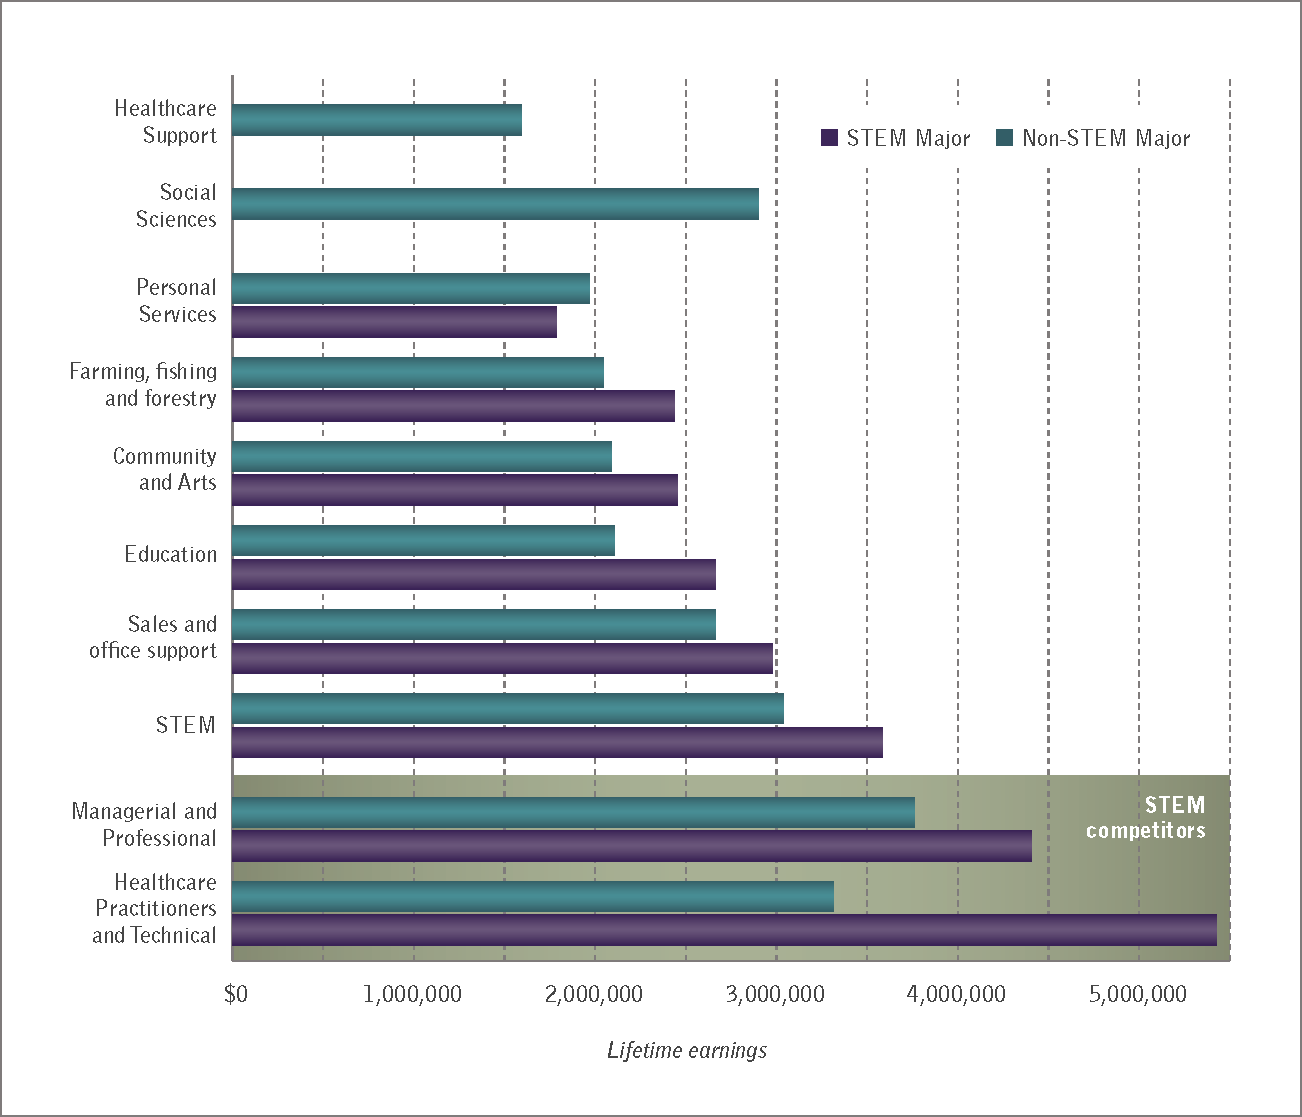 Healthcare
Support
STEM Major
Non-STEM Major
Social
Sciences
Personal
Services
Farming, fishing
and forestry
Community
and Arts
Education
Sales and
office support
STEM
Managerial and
Professional
STEM
competitors
Healthcare
Practitioners
and Technical
$0
1,000,000
2,000,000
3,000,000
4,000,000
5,000,000
Lifetime earnings